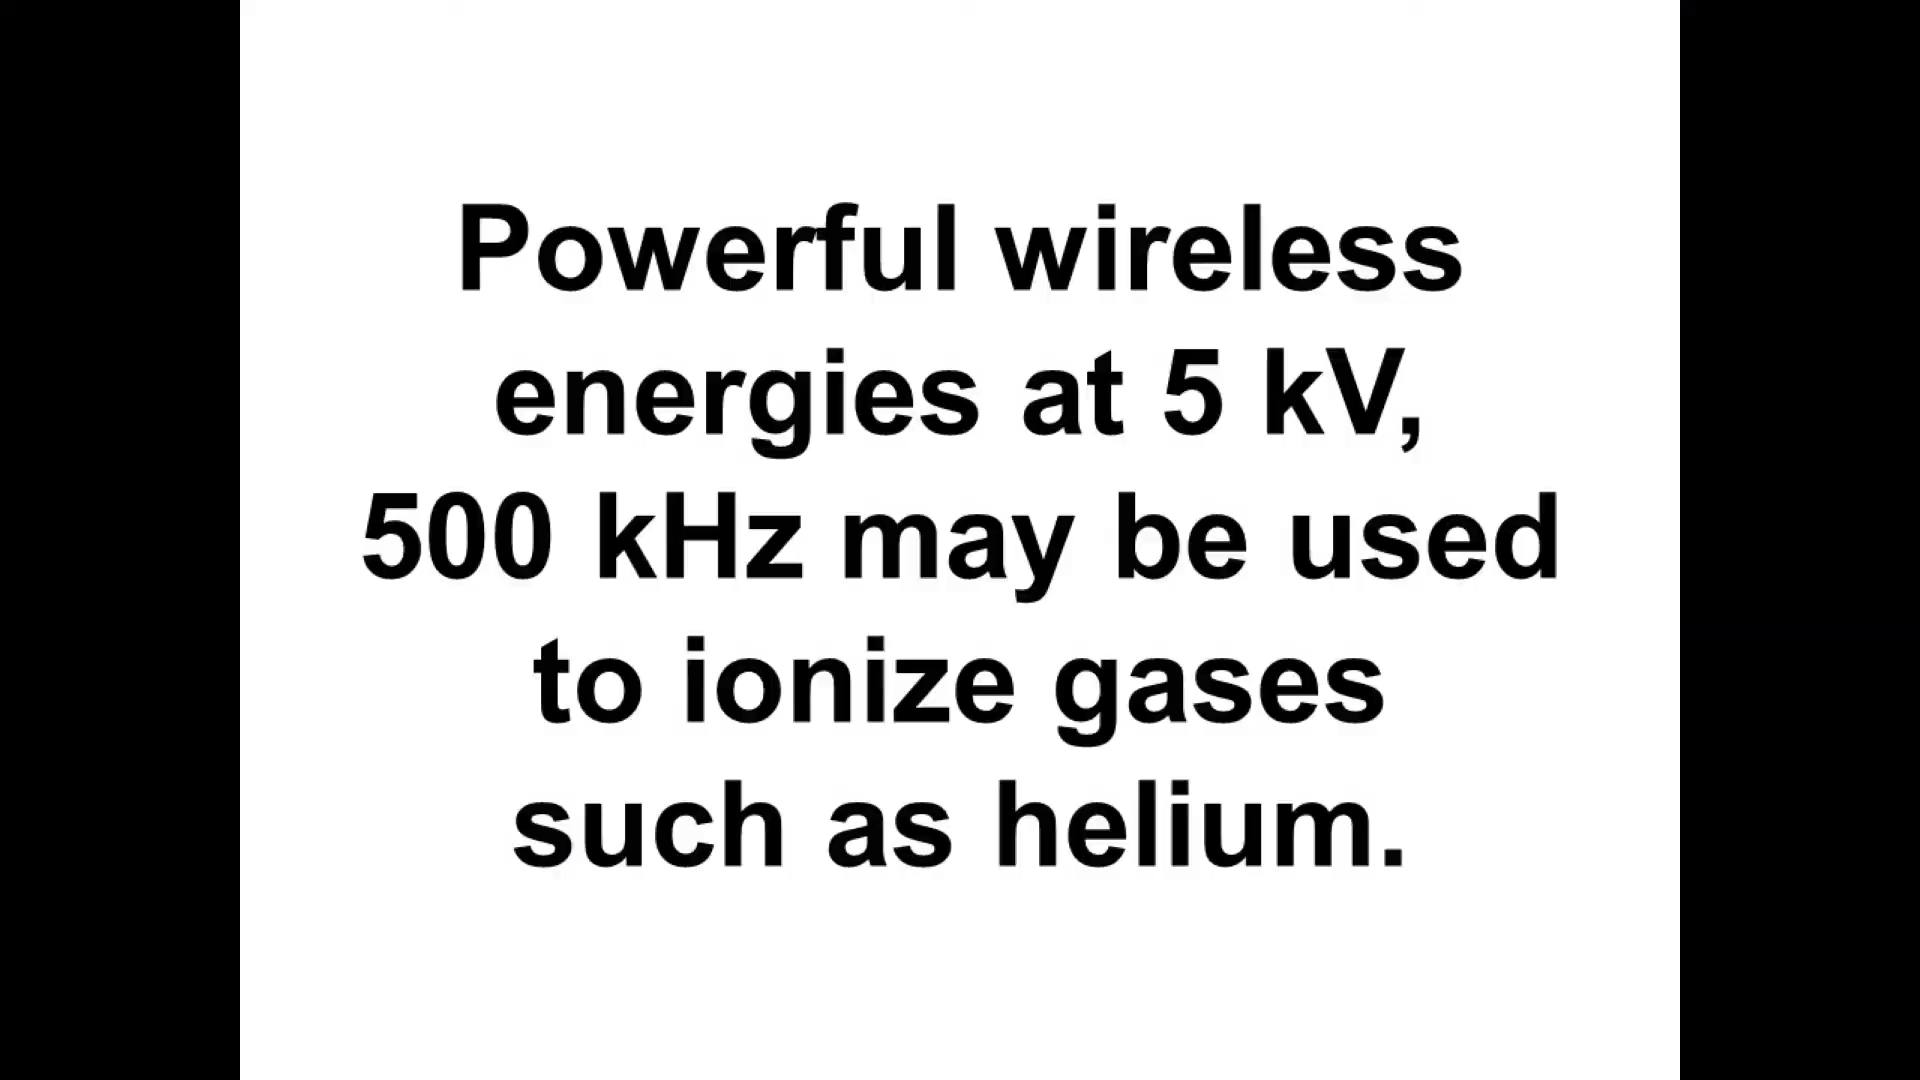 Powerful wireless
energies at 5 kV,
500 kHz may be used
to ionize gases
such as helium.